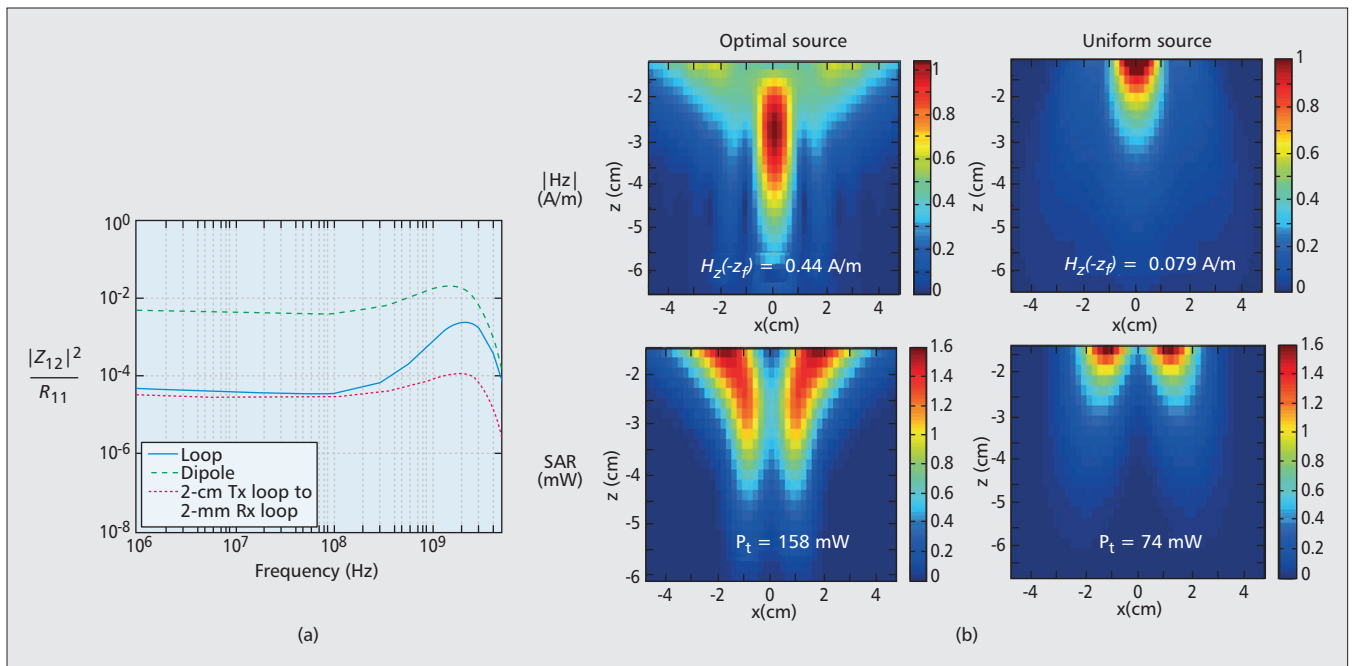 |Z12|²
R11
10^0
10^-2
10^-4
10^-6
10^-8
Loop
Dipole
2-cm Tx loop to
2-mm Rx loop
10^6
10^7
10^8
10^9
Frequency (Hz)
(a)
Optimal source
|Hz|
(A/m)
z (cm)
-2
-3
-4
-5
-6
Hz(-zf) = 0.44 A/m
-4
-2
0
2
4
x(cm)
1
0.8
0.6
0.4
0.2
0
Uniform source
z (cm)
-2
-3
-4
-5
-6
Hz(-zf) = 0.079 A/m
-4
-2
0
2
4
x(cm)
1
0.8
0.6
0.4
0.2
0
SAR
(mW)
z (cm)
-2
-3
-4
-5
-6
Pt = 158 mW
-4
-2
0
2
4
x(cm)
1.6
1.4
1.2
1
0.8
0.6
0.4
0.2
0
z (cm)
-2
-3
-4
-5
-6
Pt = 74 mW
-4
-2
0
2
4
x(cm)
1.6
1.4
1.2
1
0.8
0.6
0.4
0.2
0
(b)